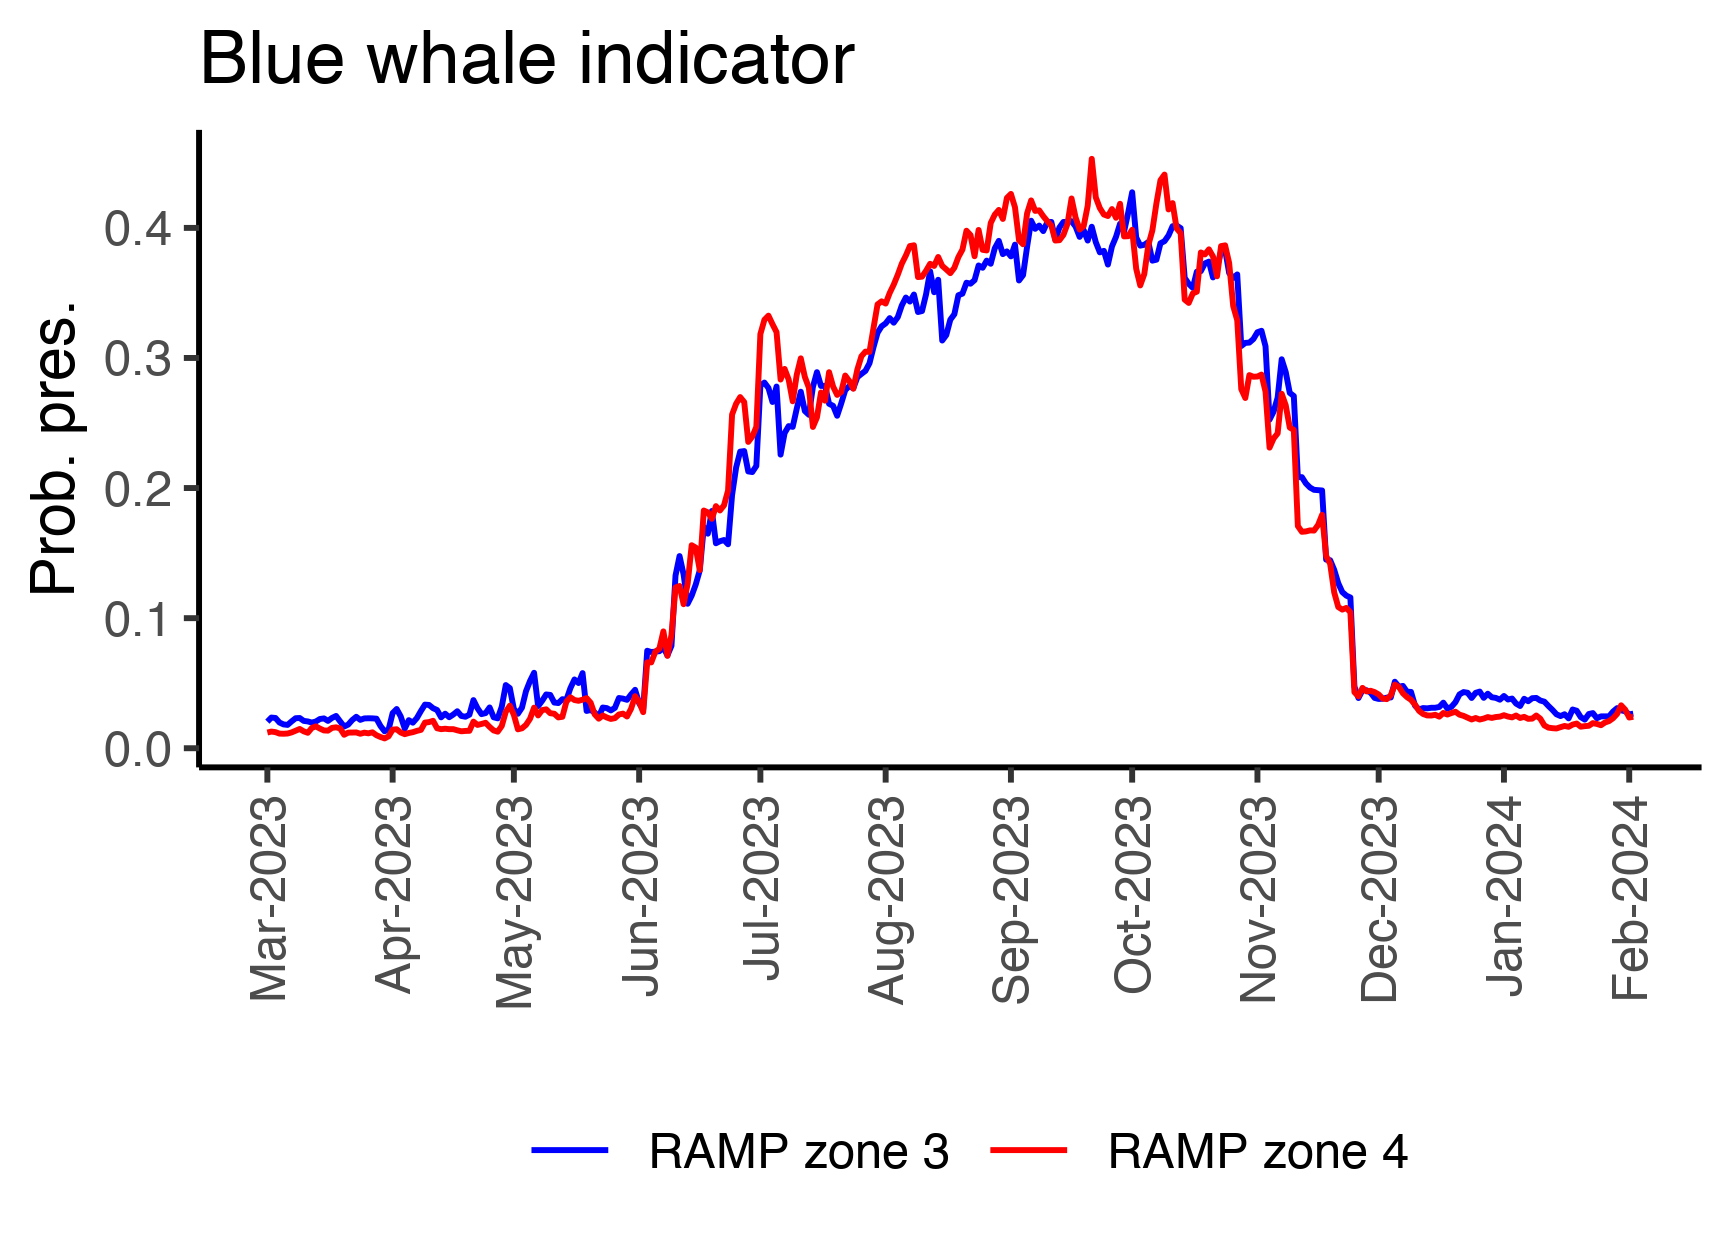 Blue whale indicator
Prob. pres.
0.4
0.3
0.2
0.1
0.0
Mar-2023
Apr-2023
May-2023
Jun-2023
Jul-2023
Aug-2023
Sep-2023
Oct-2023
Nov-2023
Dec-2023
Jan-2024
Feb-2024
RAMP zone 3
RAMP zone 4